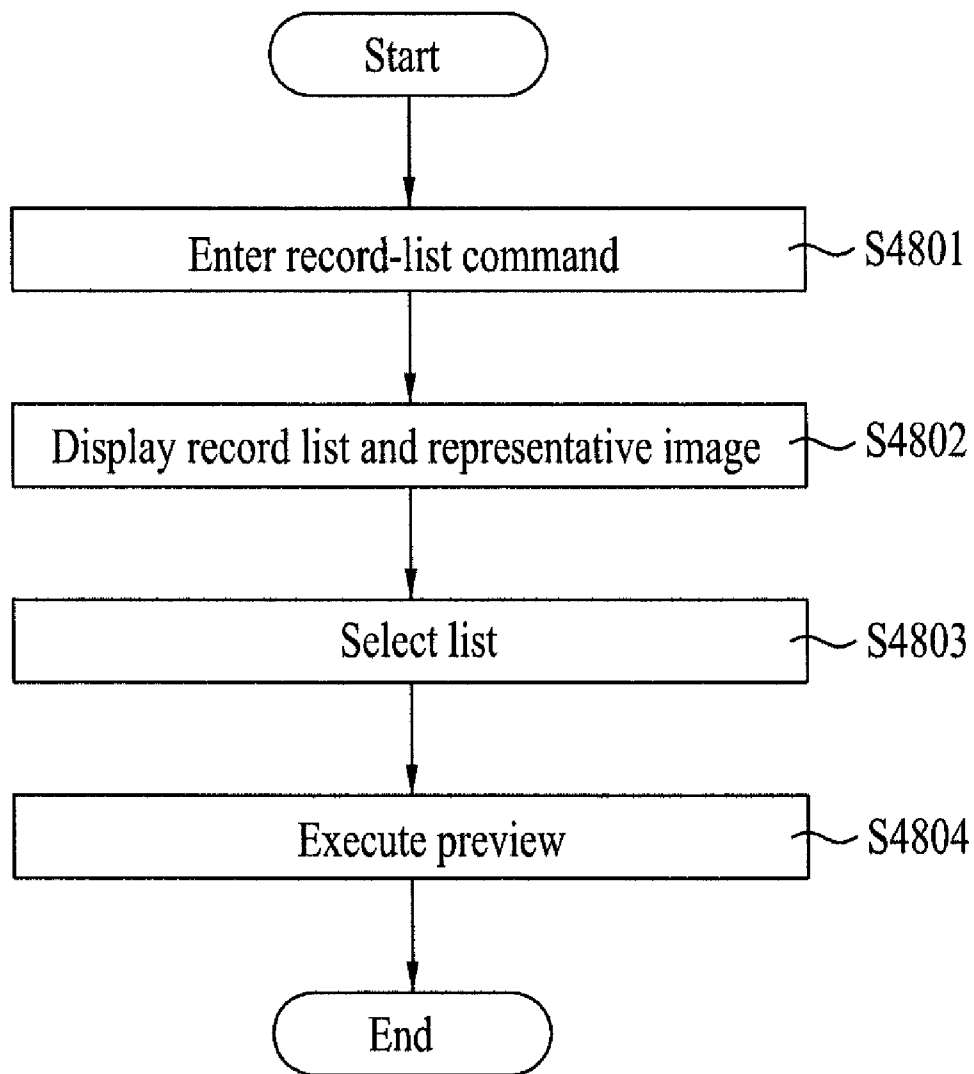 Start
Enter record-list command
S4801
Display record list and representative image
S4802
Select list
S4803
Execute preview
S4804
End